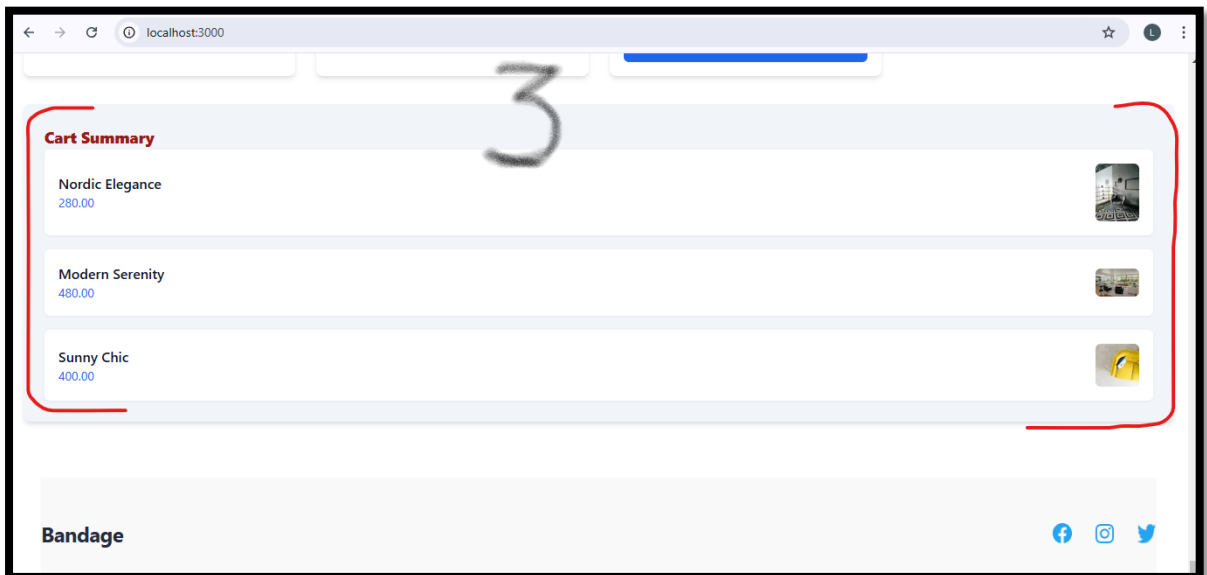 localhost:3000
L
3
Cart Summary
Nordic Elegance
280.00
Modern Serenity
480.00
Sunny Chic
400.00
Bandage